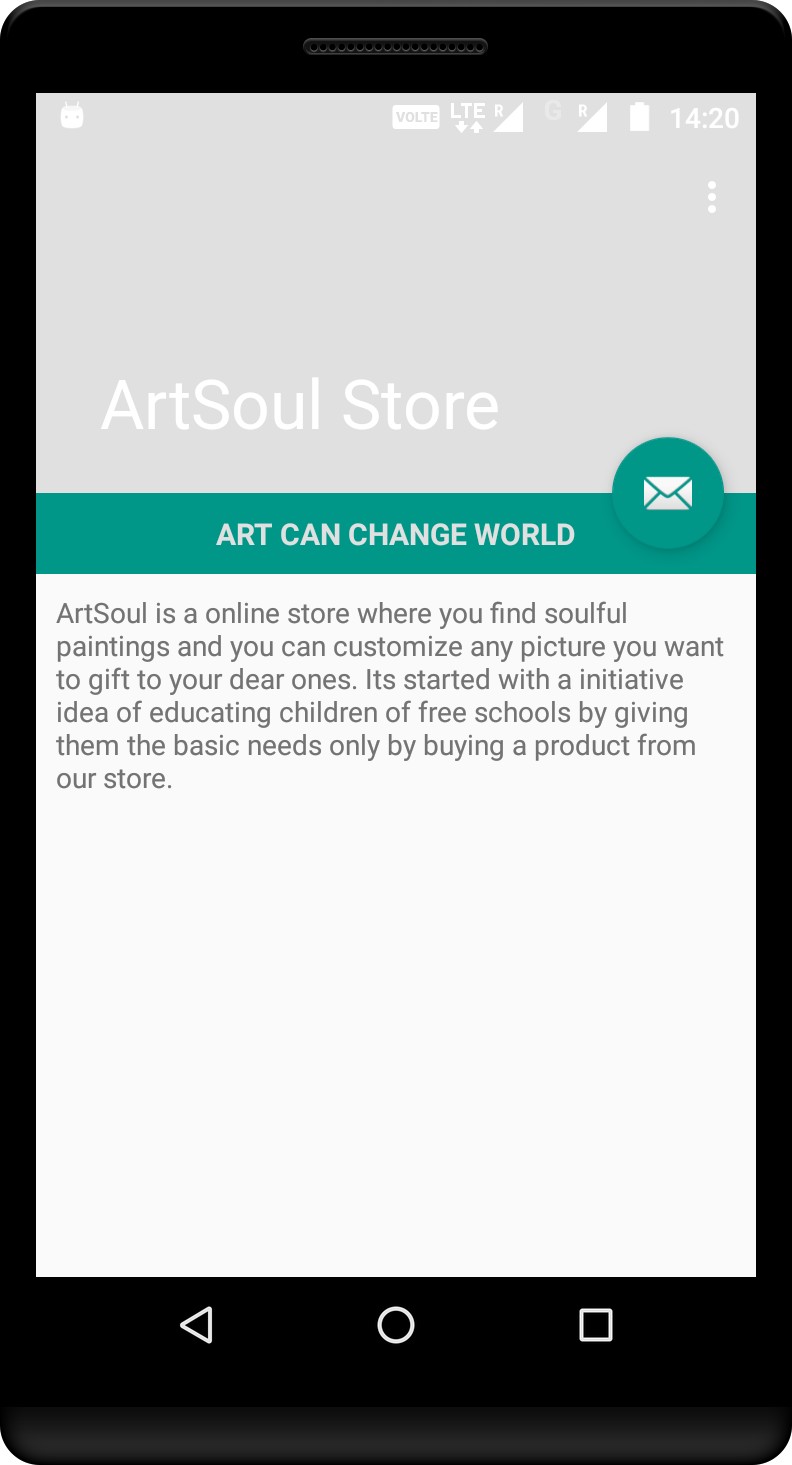 VOLTE LTE R G R 14:20
ArtSoul Store
ART CAN CHANGE WORLD
ArtSoul is a online store where you find soulful
paintings and you can customize any picture you want
to gift to your dear ones. Its started with a initiative
idea of educating children of free schools by giving
them the basic needs only by buying a product from
our store.